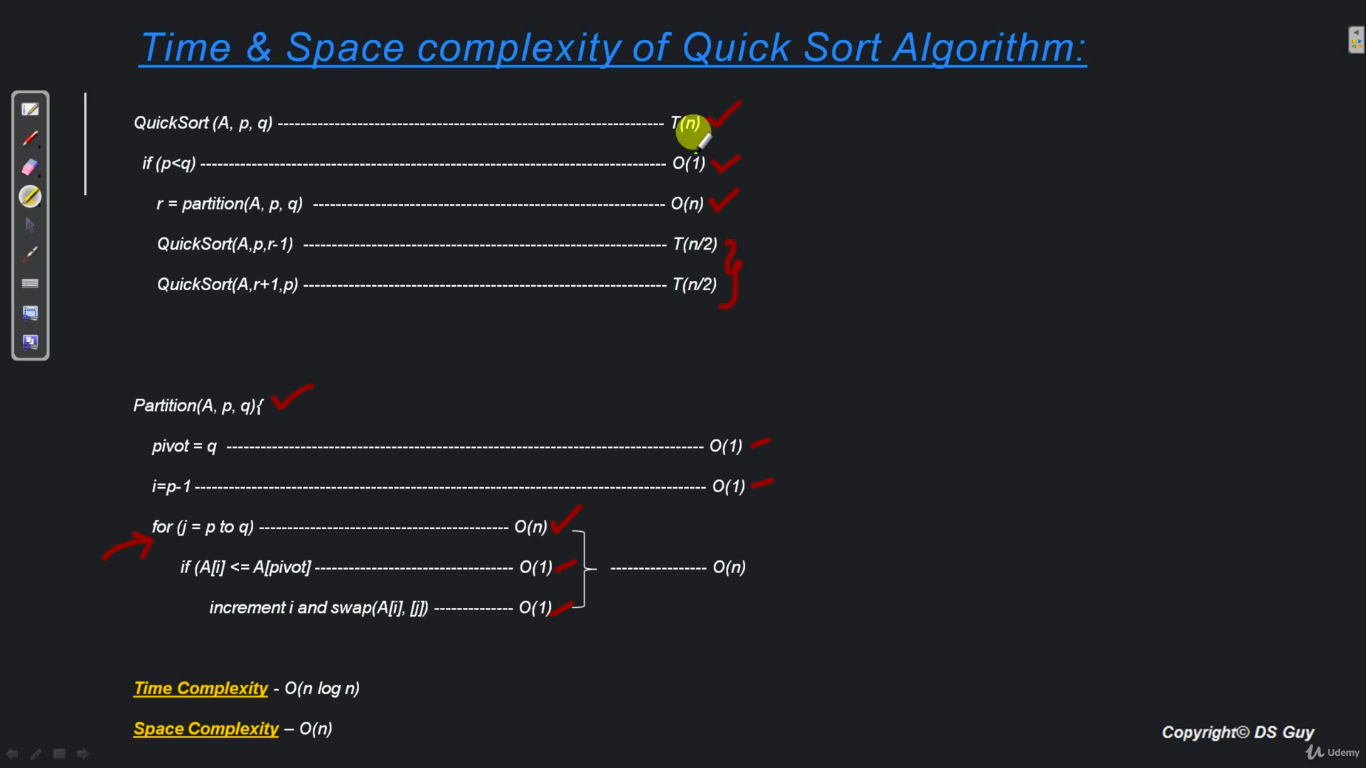 Time & Space complexity of Quick Sort Algorithm:
QuickSort (A, p, q) -------------------------------------------------------------------- T(n)
if (p<q) ---------------------------------------------------------------------------------- O(1)
r = partition(A, p, q) -------------------------------------------------------------- O(n)
QuickSort(A,p,r-1) ---------------------------------------------------------------- T(n/2)
QuickSort(A,r+1,p) ---------------------------------------------------------------- T(n/2)
Partition(A, p, q){
pivot = q ------------------------------------------------------------------------------------ O(1)
i=p-1 ------------------------------------------------------------------------------------------ O(1)
for (j = p to q) -------------------------------------------- O(n)
if (A[i] <= A[pivot] ----------------------------------- O(1) ----------------- O(n)
increment i and swap(A[i], [j]) -------------- O(1)
Time Complexity - O(n log n)
Space Complexity – O(n)
Copyright© DS Guy
Udemy